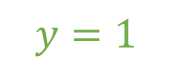 y = 1